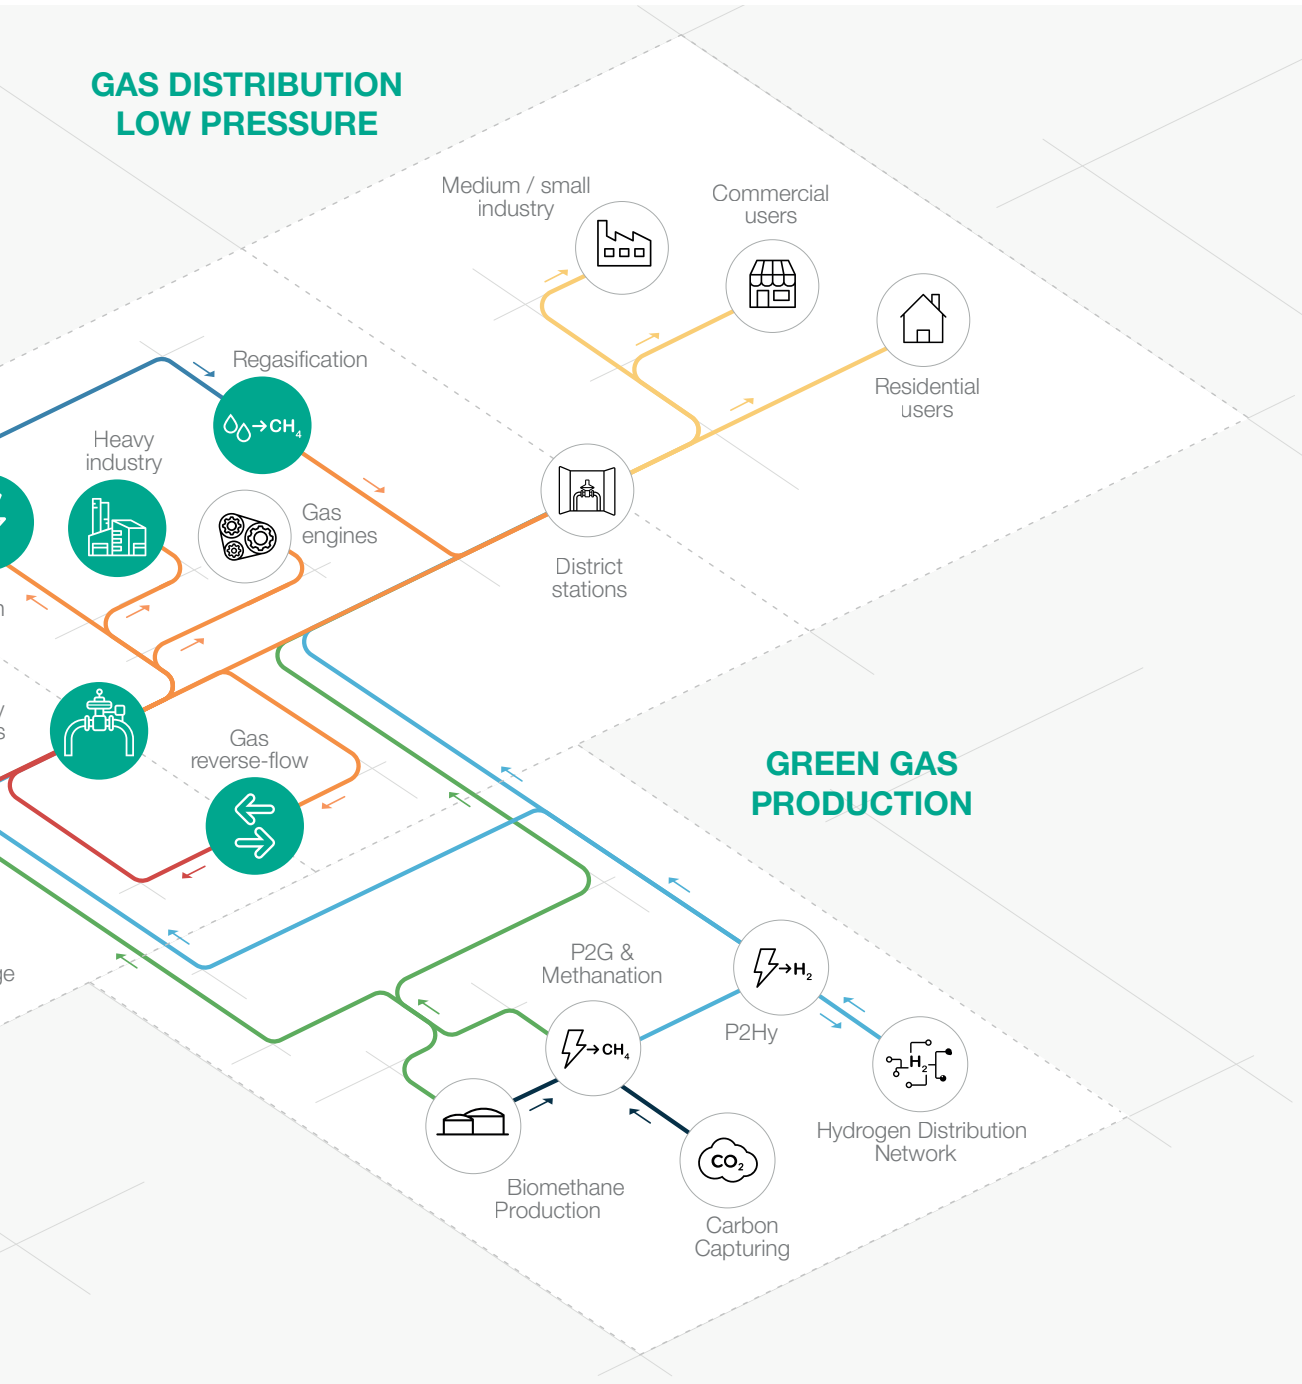 GAS DISTRIBUTION
LOW PRESSURE
Medium / small
industry
Commercial
users
Residential
users
Regasification
→CH4
Heavy
industry
Gas
engines
District
stations
Gas
reverse-flow
GREEN GAS
PRODUCTION
P2G &
Methanation
→CH4
→H2
P2Hy
H2
Hydrogen Distribution
Network
Biomethane
Production
CO2
Carbon
Capturing